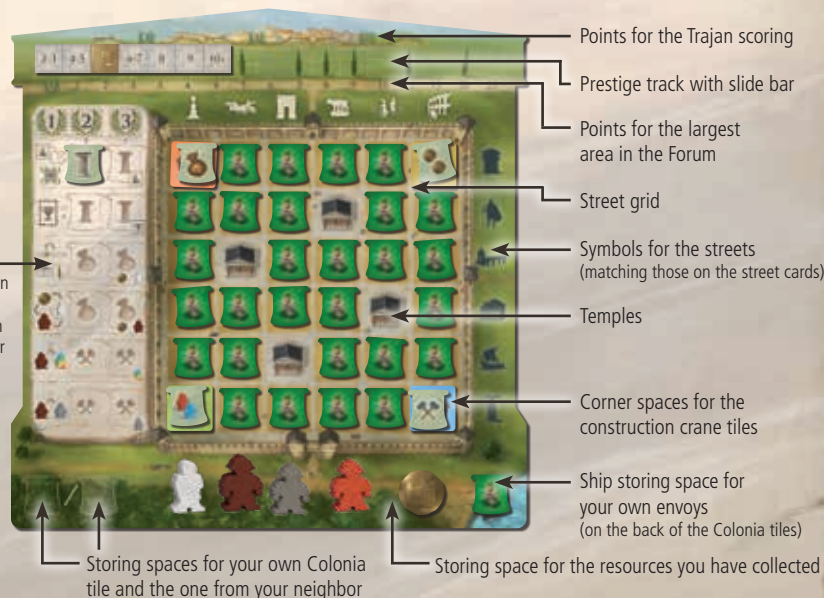 Points for the Trajan scoring
Prestige track with slide bar
Points for the largest
area in the Forum
1 2 3
Street grid
Symbols for the streets
(matching those on the street cards)
n
n
r
Temples
Corner spaces for the
construction crane tiles
Ship storing space for
your own envoys
(on the back of the Colonia tiles)
/
Storing spaces for your own Colonia
tile and the one from your neighbor
Storing space for the resources you have collected